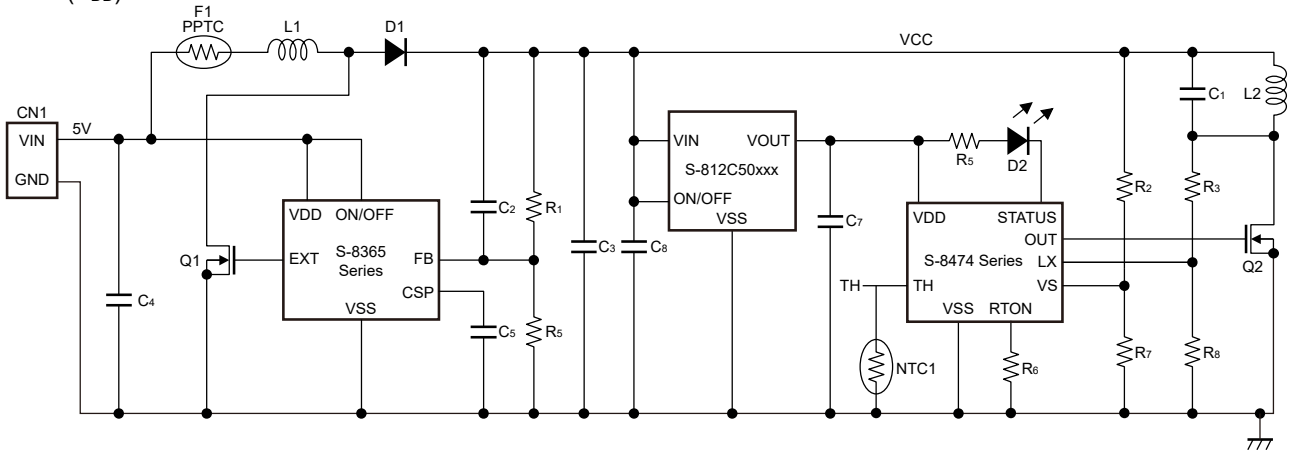 F1
PPTC
L1
D1
VCC
CN1
VIN
5V
GND
C1
L2
VIN
VOUT
S-812C50xxx
ON/OFF
VSS
R5
D2
R2
R3
VDD
ON/OFF
S-8365
Series
EXT
FB
CSP
VSS
Q1
C4
C2
R1
C3
C8
C7
C5
R5
VDD
STATUS
OUT
S-8474 Series
LX
TH
TH
VS
VSS
RTON
Q2
NTC1
R6
R7
R8